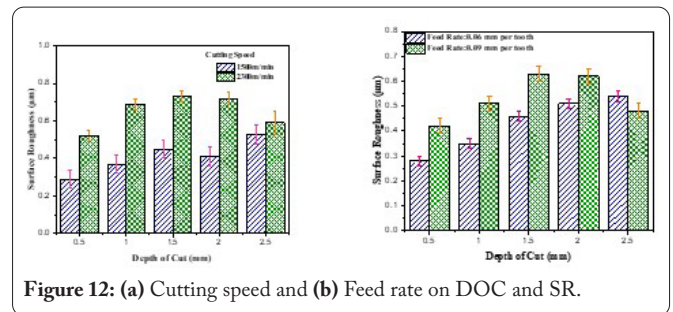 Cutting Speed
150m/min
230m/min
Surface Roughness (µm)
1.0
0.8
0.6
0.4
0.2
0.0
0.5 1 1.5 2 2.5
Depth of Cut (mm)
Feed Rate:0.06 mm per tooth
Feed Rate:0.09 mm per tooth
Surface Roughness (µm)
0.8
0.7
0.6
0.5
0.4
0.3
0.2
0.1
0.0
0.5 1 1.5 2 2.5
Depth of Cut (mm)
Figure 12: (a) Cutting speed and (b) Feed rate on DOC and SR.